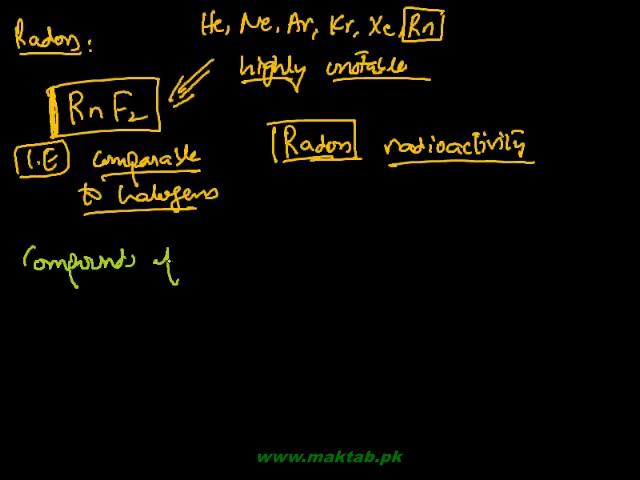 Radon:
He, Ne, Ar, Kr, Xe, Rn
highly unstable
RnF2
I.E comparable
to halogens
Radon radioactivity
Compounds of
www.maktab.pk